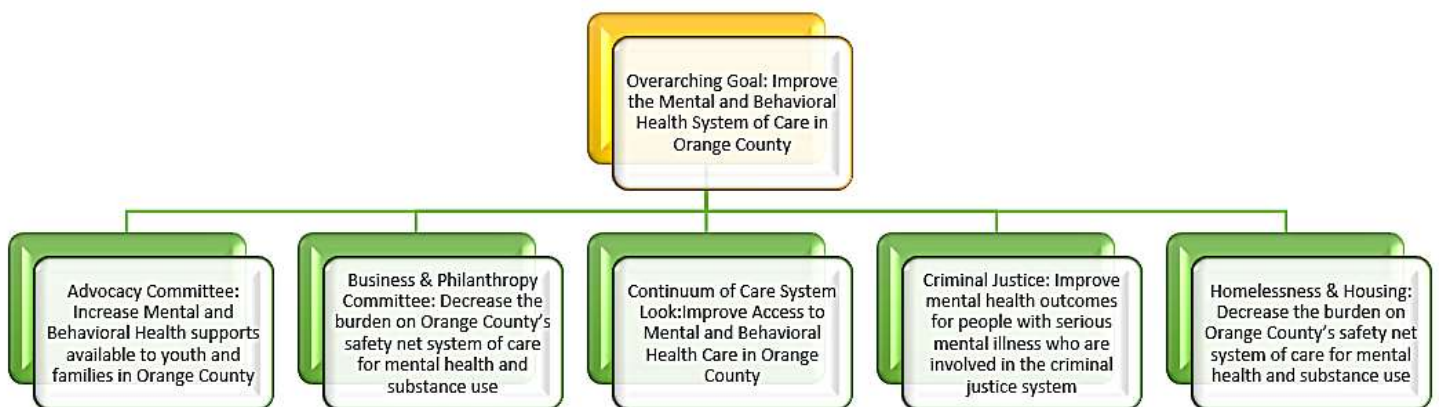 Overarching Goal: Improve
the Mental and Behavioral
Health System of Care in
Orange County
Advocacy Committee:
Increase Mental and
Behavioral Health supports
available to youth and
families in Orange County
Business & Philanthropy
Committee: Decrease the
burden on Orange County’s
safety net system of care
for mental health and
substance use
Continuum of Care System
Look:Improve Access to
Mental and Behavioral
Health Care in Orange
County
Criminal Justice: Improve
mental health outcomes
for people with serious
mental illness who are
involved in the criminal
justice system
Homelessness & Housing:
Decrease the burden on
Orange County’s safety net
system of care for mental
health and substance use